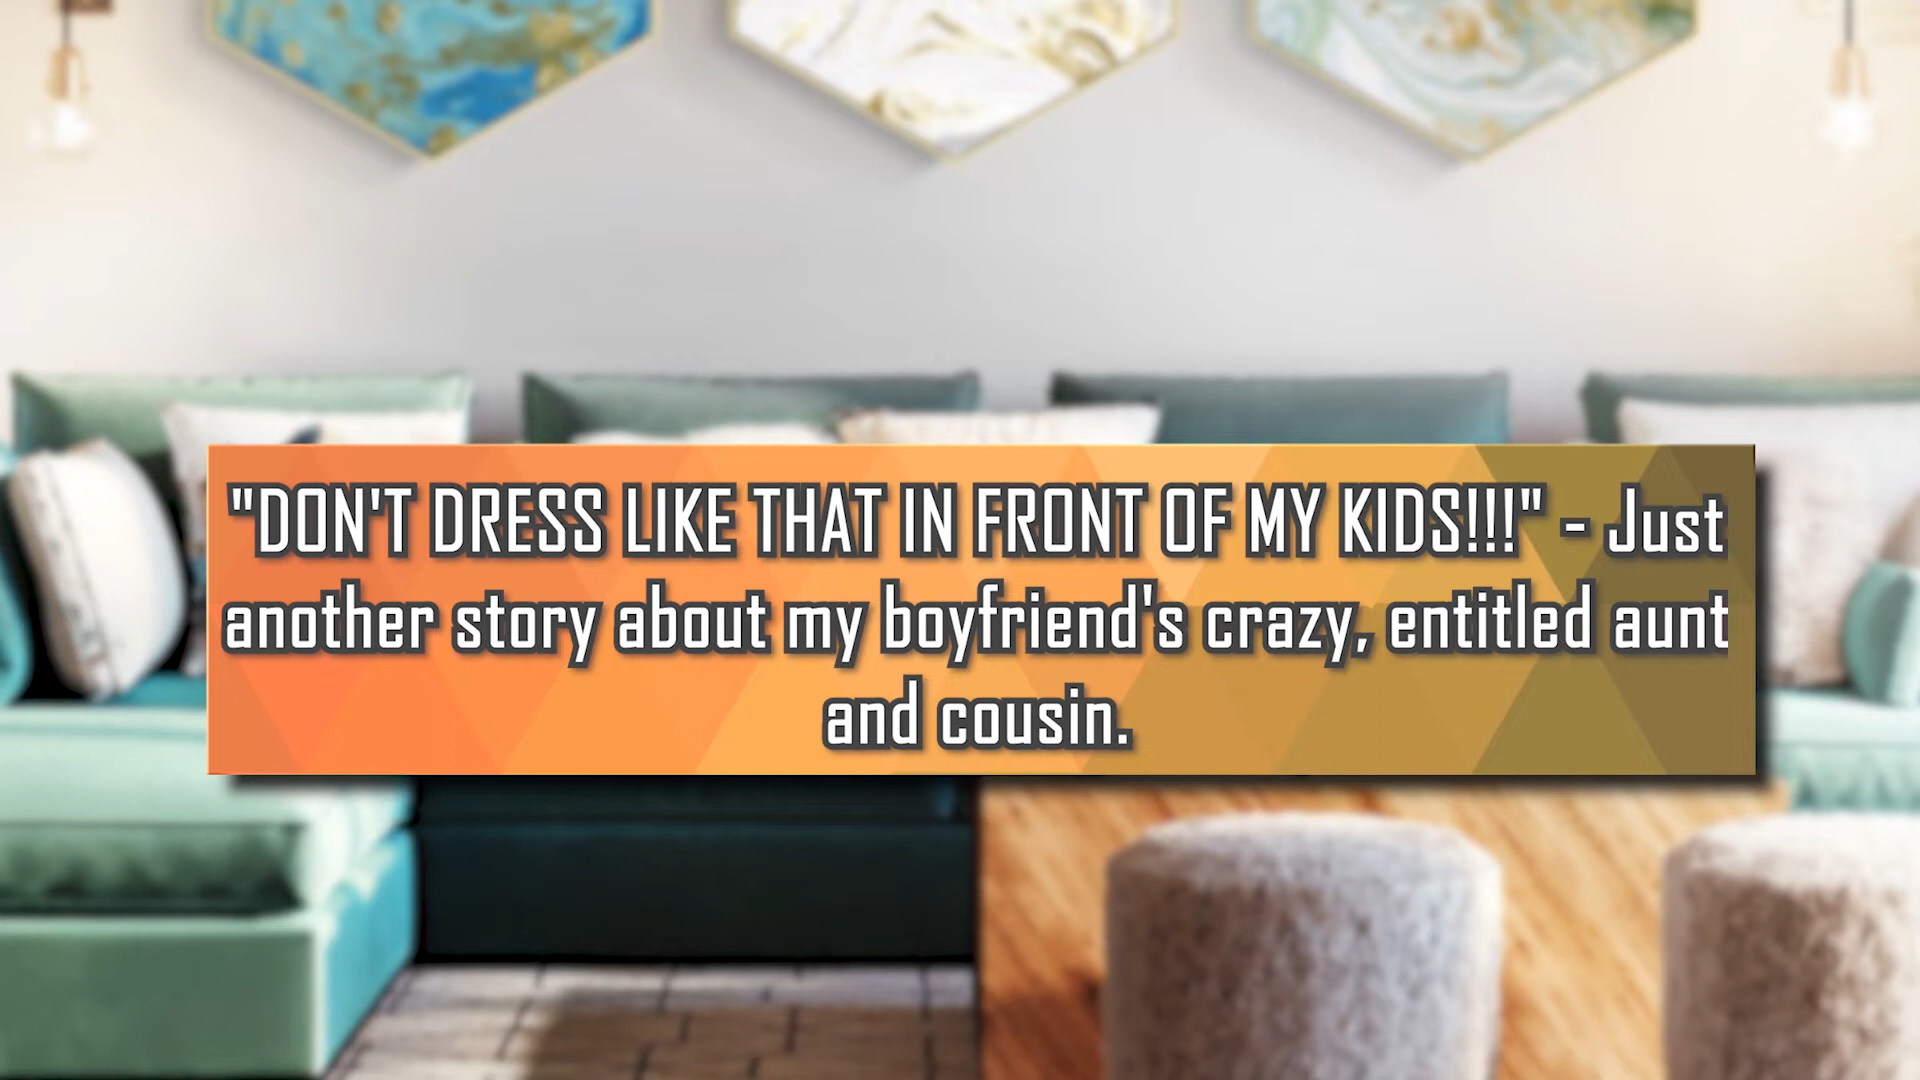 "DON'T DRESS LIKE THAT IN FRONT OF MY KIDS!!!" - Just
another story about my boyfriend's crazy, entitled aunt
and cousin.